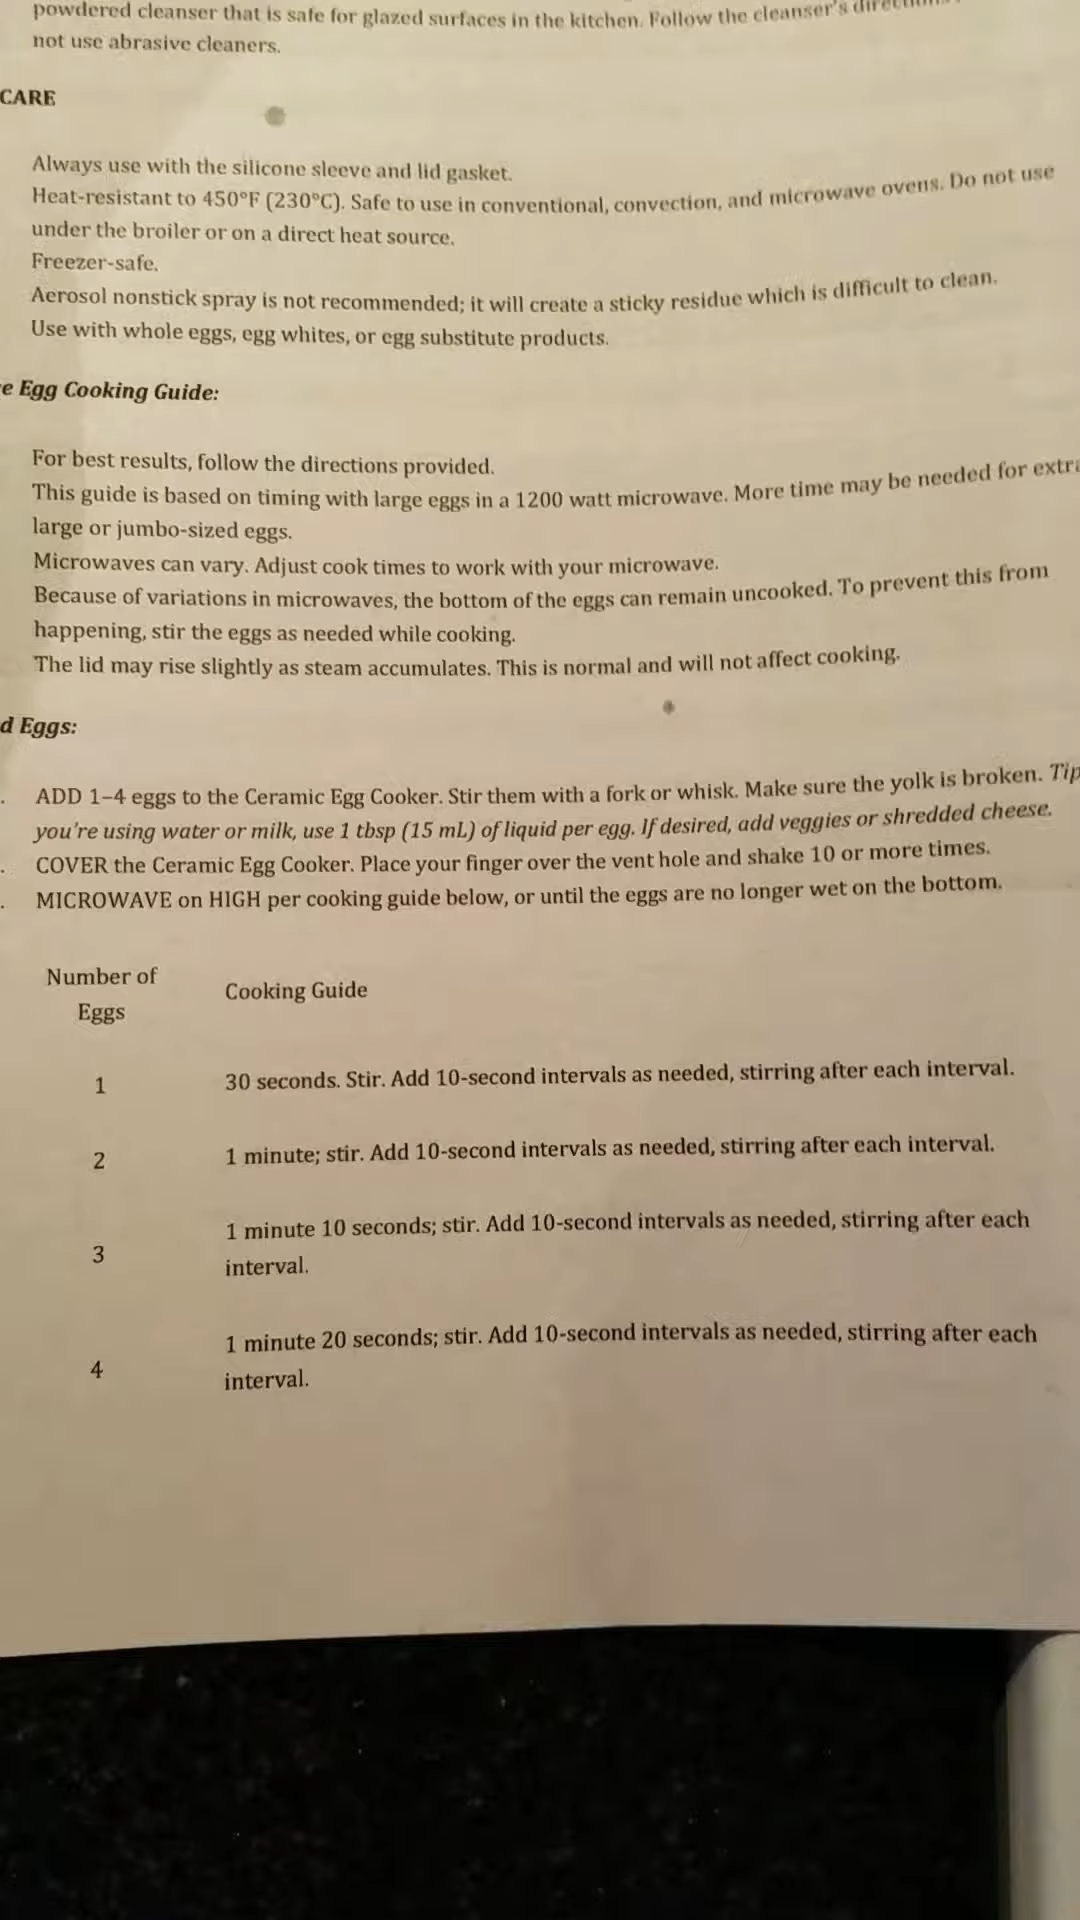 powdered cleanser that is safe for glazed surfaces in the kitchen. Follow the cleanser's
not use abrasive cleaners.
CARE
Always use with the silicone sleeve and lid gasket.
Heat-resistant to 450°F (230°C). Safe to use in conventional, convection, and microwave ovens. Do not use
under the broiler or on a direct heat source.
Freezer-safe.
Aerosol nonstick spray is not recommended; it will create a sticky residue which is difficult to clean.
Use with whole eggs, egg whites, or egg substitute products.
e Egg Cooking Guide:
For best results, follow the directions provided.
This guide is based on timing with large eggs in a 1200 watt microwave. More time may be needed for extra
large or jumbo-sized eggs.
Microwaves can vary. Adjust cook times to work with your microwave.
Because of variations in microwaves, the bottom of the eggs can remain uncooked. To prevent this from
happening, stir the eggs as needed while cooking.
The lid may rise slightly as steam accumulates. This is normal and will not affect cooking.
d Eggs:
. ADD 1–4 eggs to the Ceramic Egg Cooker. Stir them with a fork or whisk. Make sure the yolk is broken. Tip
you're using water or milk, use 1 tbsp (15 mL) of liquid per egg. If desired, add veggies or shredded cheese.
. COVER the Ceramic Egg Cooker. Place your finger over the vent hole and shake 10 or more times.
. MICROWAVE on HIGH per cooking guide below, or until the eggs are no longer wet on the bottom.
Number of
Eggs
Cooking Guide
1 30 seconds. Stir. Add 10-second intervals as needed, stirring after each interval.
2 1 minute; stir. Add 10-second intervals as needed, stirring after each interval.
3 1 minute 10 seconds; stir. Add 10-second intervals as needed, stirring after each
interval.
4 1 minute 20 seconds; stir. Add 10-second intervals as needed, stirring after each
interval.